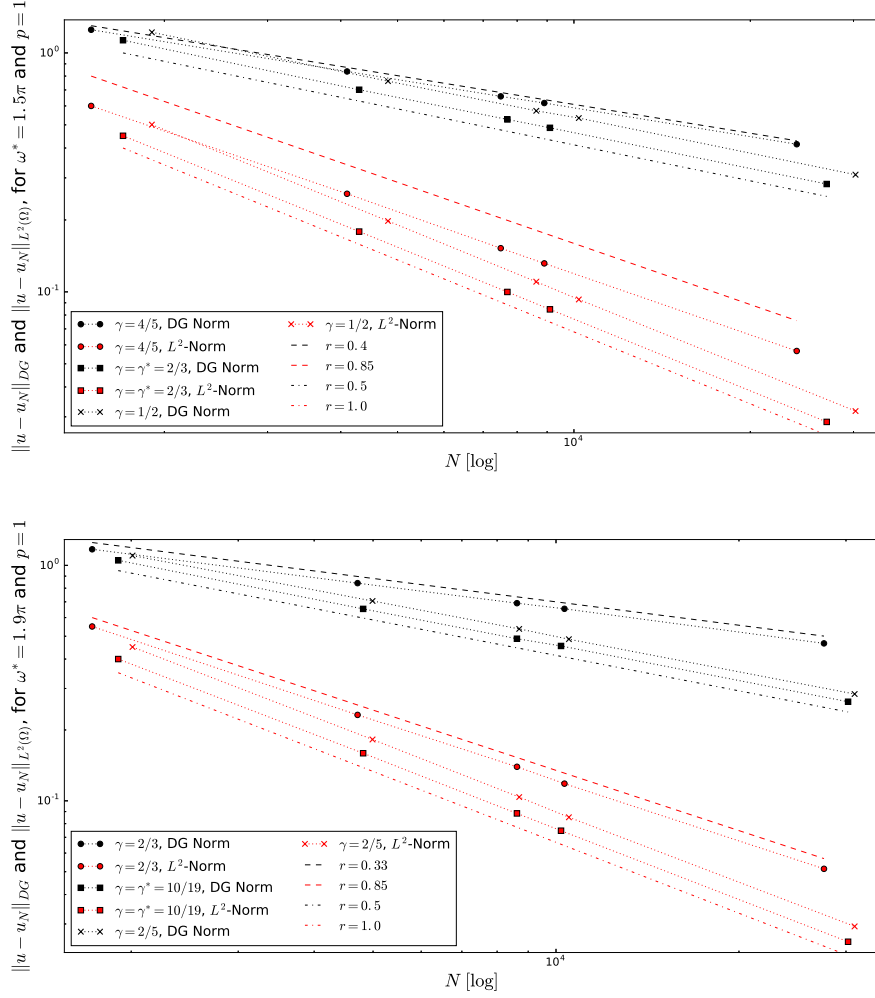 ||u − u_N||_{DG} and ||u − u_N||_{L²(Ω)}, for ω* = 1.5π and p = 1
10⁰
10⁻¹
γ = 4/5, DG Norm
γ = 4/5, L²-Norm
γ = γ* = 2/3, DG Norm
γ = γ* = 2/3, L²-Norm
γ = 1/2, DG Norm
γ = 1/2, L²-Norm
r = 0.4
r = 0.85
r = 0.5
r = 1.0
10⁴
N [log]
||u − u_N||_{DG} and ||u − u_N||_{L²(Ω)}, for ω* = 1.9π and p = 1
10⁰
10⁻¹
γ = 2/3, DG Norm
γ = 2/3, L²-Norm
γ = γ* = 10/19, DG Norm
γ = γ* = 10/19, L²-Norm
γ = 2/5, DG Norm
γ = 2/5, L²-Norm
r = 0.33
r = 0.85
r = 0.5
r = 1.0
10⁴
N [log]